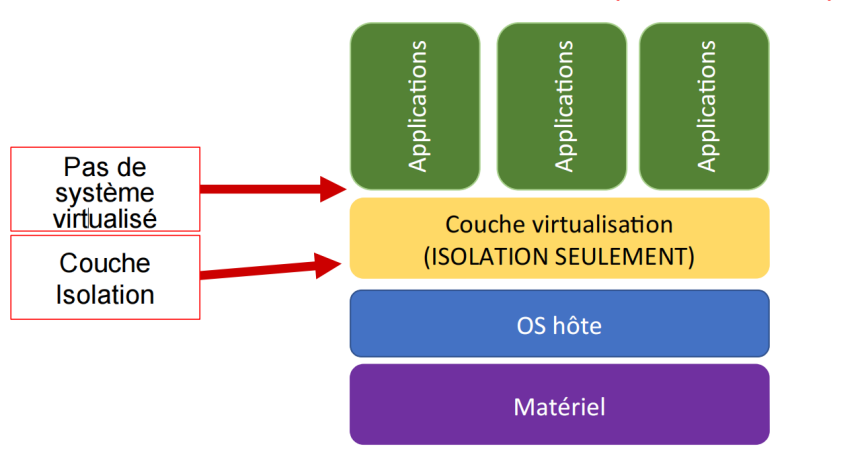 Applications
Applications
Applications
Pas de
système
virtualisé
Couche virtualisation
(ISOLATION SEULEMENT)
Couche
Isolation
OS hôte
Matériel